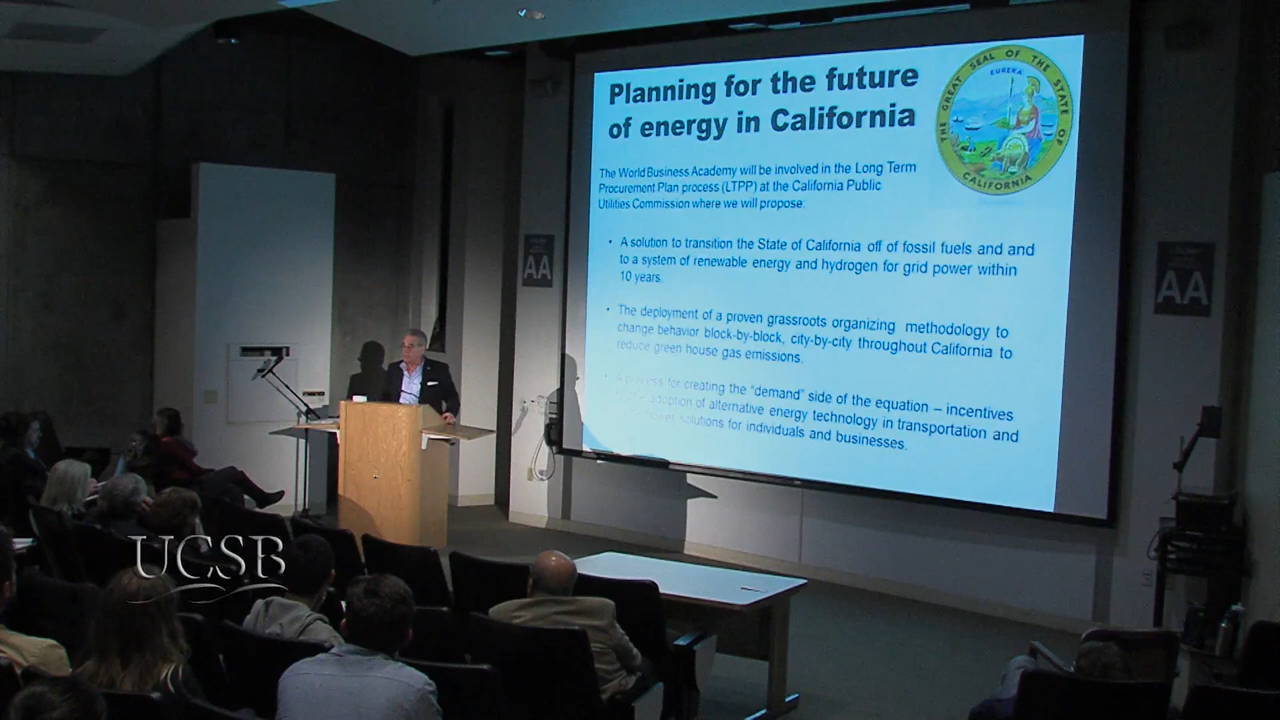 Planning for the future
of energy in California
THE GREAT SEAL OF THE STATE OF CALIFORNIA
EUREKA
The World Business Academy will be involved in the Long Term
Procurement Plan process (LTPP) at the California Public
Utilities Commission where we will propose:
• A solution to transition the State of California off of fossil fuels and and
to a system of renewable energy and hydrogen for grid power within
10 years.
• The deployment of a proven grassroots organizing methodology to
change behavior block-by-block, city-by-city throughout California to
reduce green house gas emissions.
• A process for creating the “demand” side of the equation – incentives
adoption of alternative energy technology in transportation and
solutions for individuals and businesses.
AA
AA
UCSB